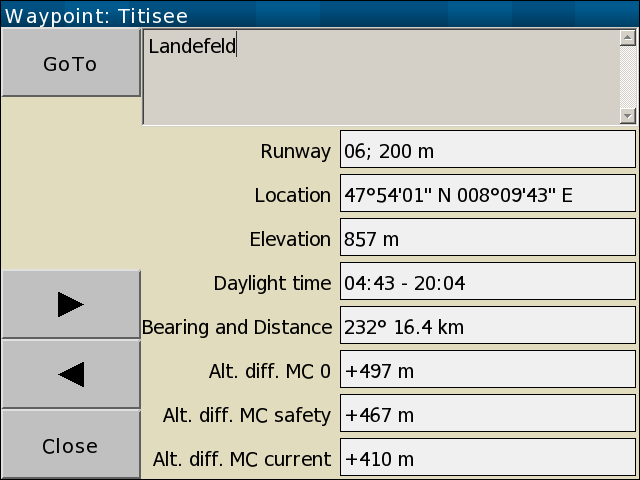 Waypoint: Titisee
GoTo
Landefeld
Runway 06; 200 m
Location 47°54'01" N 008°09'43" E
Elevation 857 m
Daylight time 04:43 - 20:04
Bearing and Distance 232° 16.4 km
Alt. diff. MC 0 +497 m
Alt. diff. MC safety +467 m
Alt. diff. MC current +410 m
Close